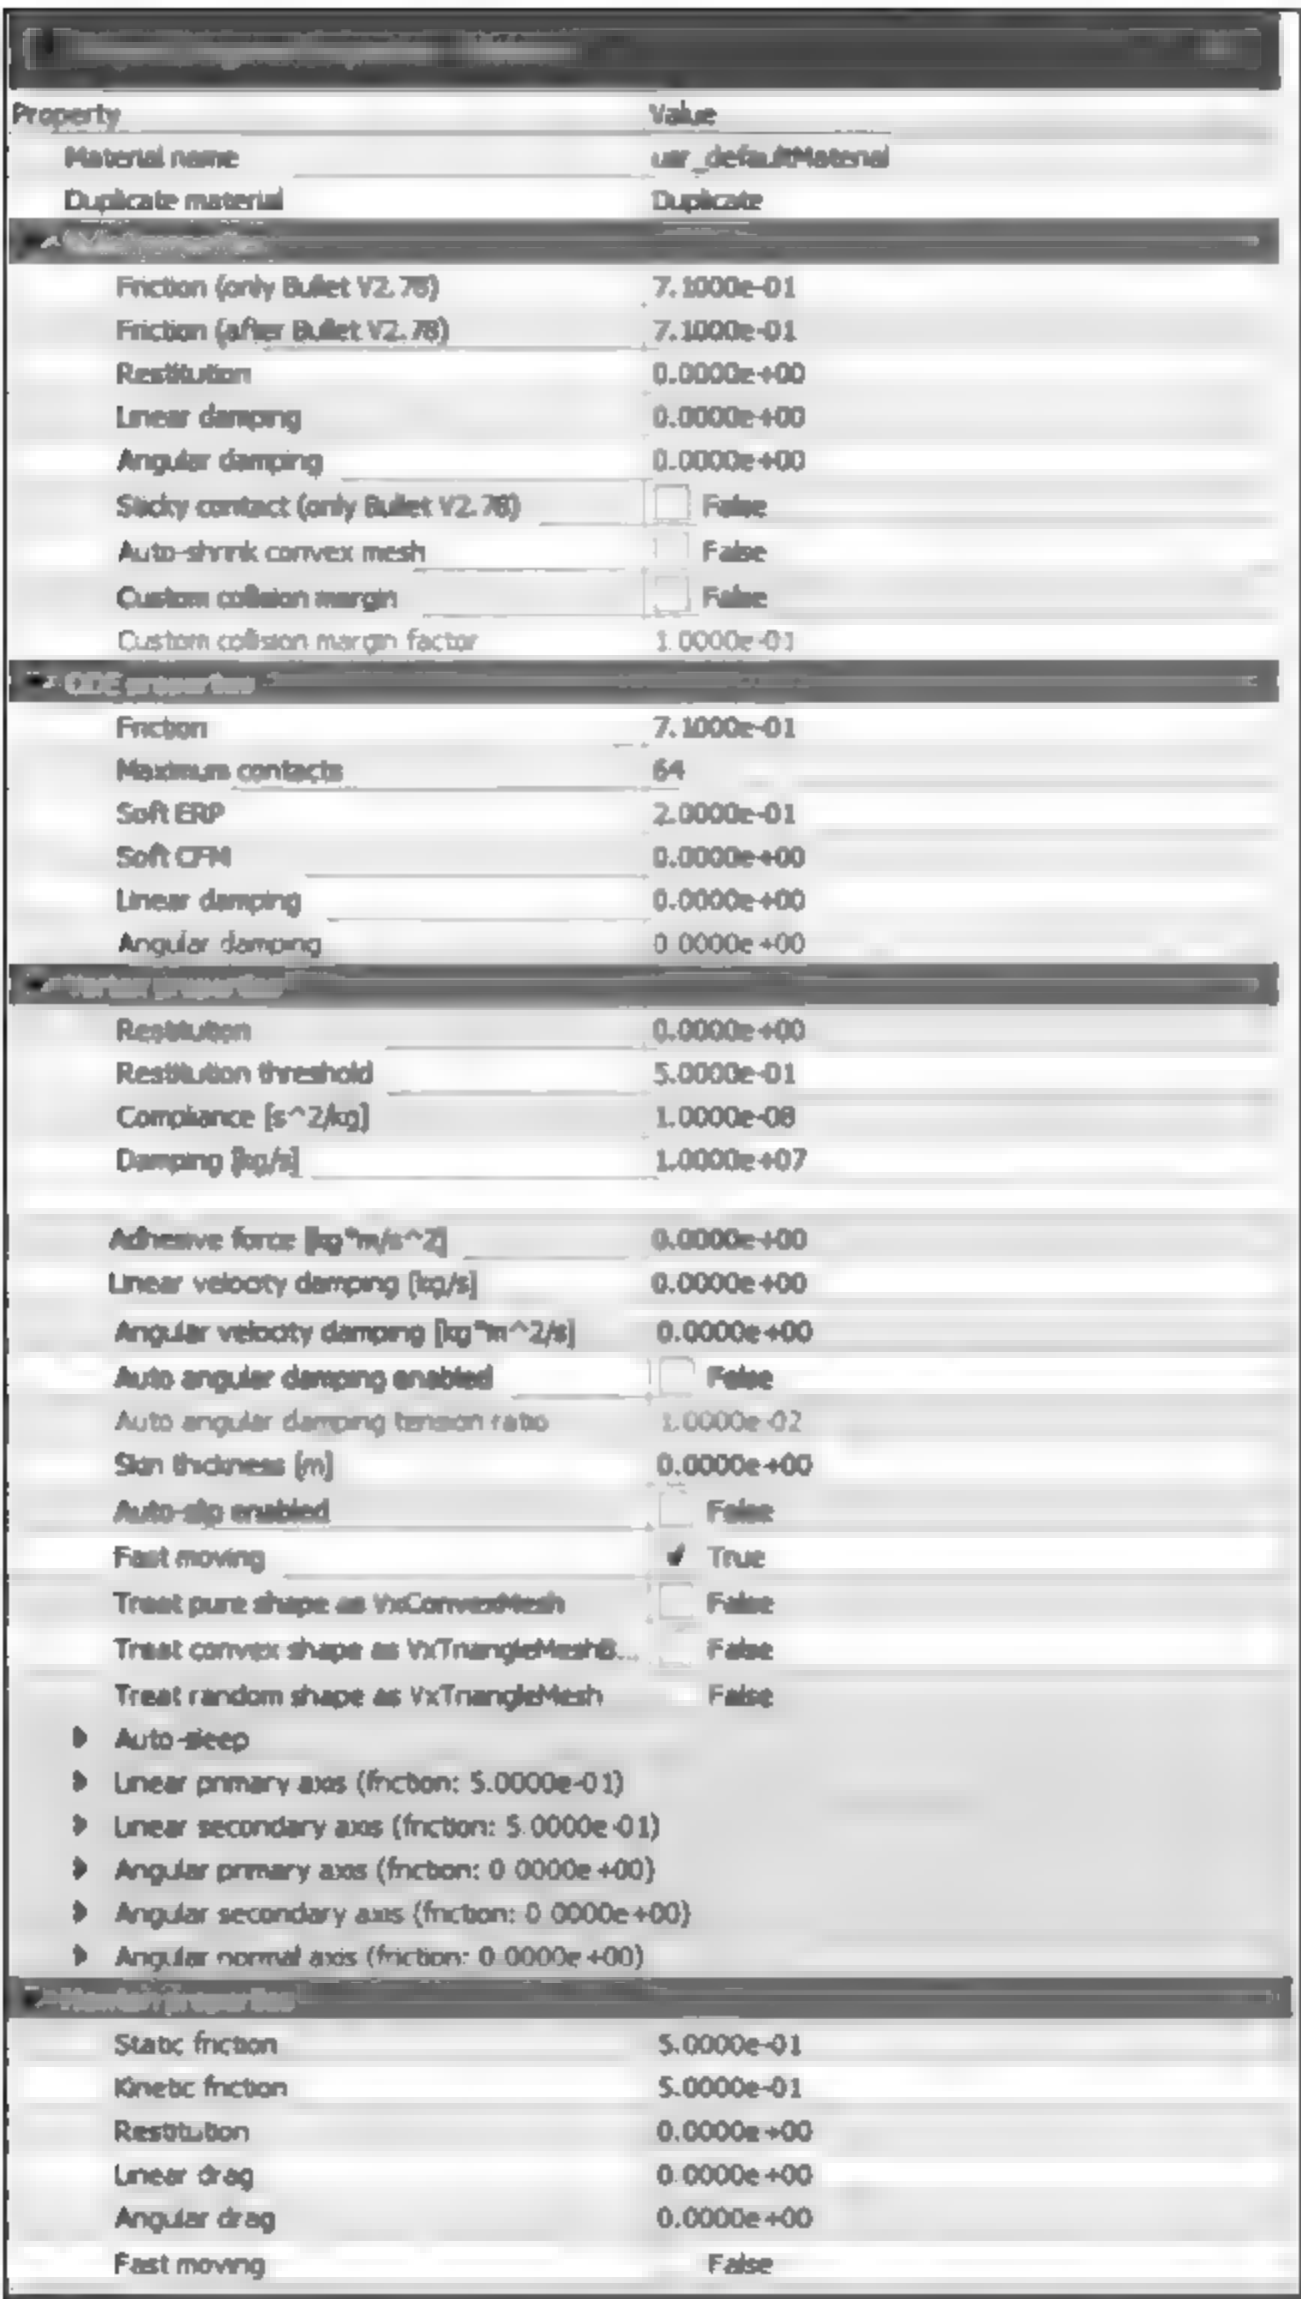 Property Value
Material name usr_defaultMaterial
Duplicate material Duplicate
Friction (only Bullet V2.78) 7.1000e-01
Friction (after Bullet V2.78) 7.1000e-01
Restitution 0.0000e+00
Linear damping 0.0000e+00
Angular damping 0.0000e+00
Sticky contact (only Bullet V2.78) False
Auto-shrink convex mesh False
Custom collision margin False
Custom collision margin factor 1.0000e-01
ODE properties
Friction 7.1000e-01
Maximum contacts 64
Soft ERP 2.0000e-01
Soft CFM 0.0000e+00
Linear damping 0.0000e+00
Angular damping 0.0000e+00
Vortex properties
Restitution 0.0000e+00
Restitution threshold 5.0000e-01
Compliance [s^2/kg] 1.0000e-08
Damping [kg/s] 1.0000e+07
Adhesive force [kg*m/s^2] 0.0000e+00
Linear velocity damping [kg/s] 0.0000e+00
Angular velocity damping [kg*m^2/s] 0.0000e+00
Auto angular damping enabled False
Auto angular damping tension ratio 1.0000e-02
Skin thickness [m] 0.0000e+00
Auto-slip enabled False
Fast moving True
Treat pure shape as VxConvexMesh False
Treat convex shape as VxTriangleMeshB... False
Treat random shape as VxTriangleMesh False
Auto-sleep
Linear primary axis (friction: 5.0000e-01)
Linear secondary axis (friction: 5.0000e-01)
Angular primary axis (friction: 0.0000e+00)
Angular secondary axis (friction: 0.0000e+00)
Angular normal axis (friction: 0.0000e+00)
Newton properties
Static friction 5.0000e-01
Kinetic friction 5.0000e-01
Restitution 0.0000e+00
Linear drag 0.0000e+00
Angular drag 0.0000e+00
Fast moving False